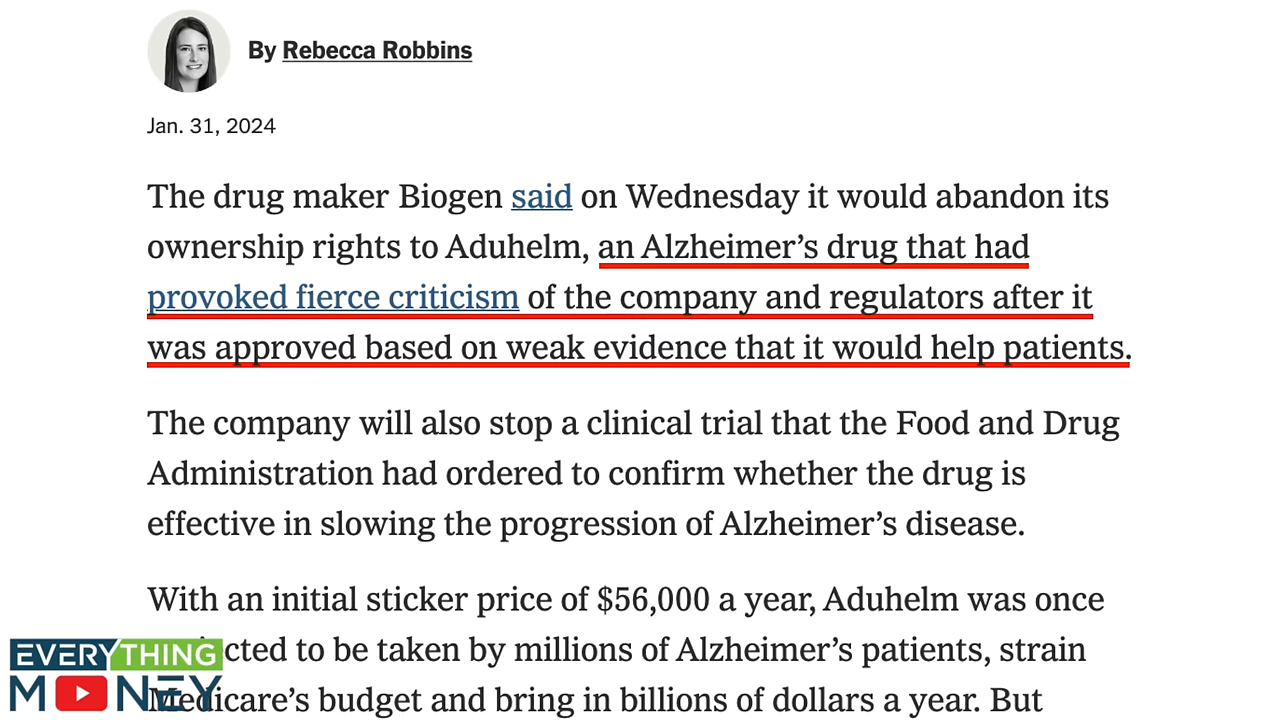 By Rebecca Robbins
Jan. 31, 2024
The drug maker Biogen said on Wednesday it would abandon its
ownership rights to Aduhelm, an Alzheimer’s drug that had
provoked fierce criticism of the company and regulators after it
was approved based on weak evidence that it would help patients.
The company will also stop a clinical trial that the Food and Drug
Administration had ordered to confirm whether the drug is
effective in slowing the progression of Alzheimer’s disease.
With an initial sticker price of $56,000 a year, Aduhelm was once
cted to be taken by millions of Alzheimer’s patients, strain
Medicare’s budget and bring in billions of dollars a year. But
EVERYTHING
MONEY